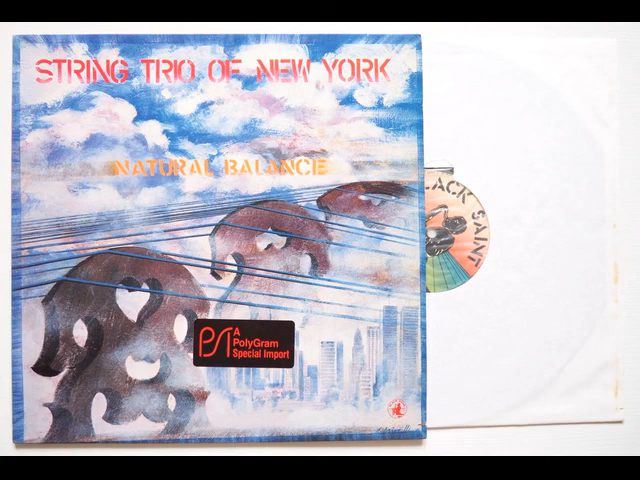 STRING TRIO OF NEW YORK
NATURAL BALANCE
PSI
A
PolyGram
Special Import
BLACK SAINT